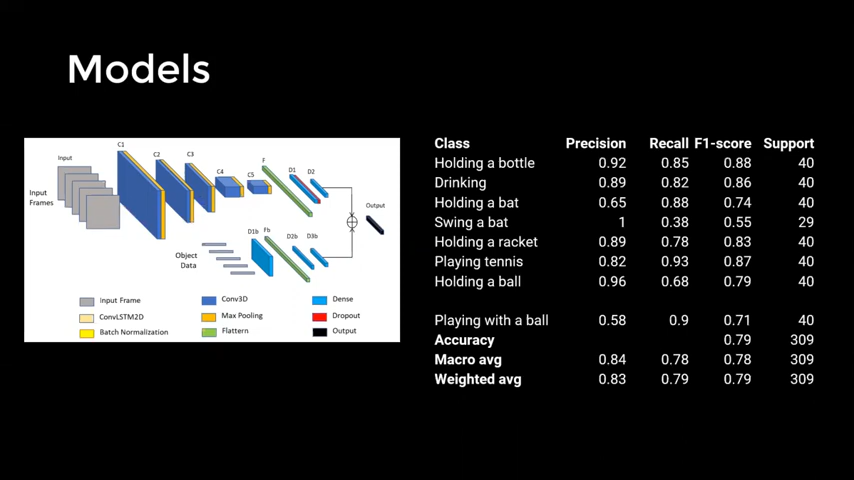 Models
C1
Input
C2
C3
C4
C5
F
D1
D2
Input
Frames
Output
Object
Data
D1b
Fb
D2b
D3b
Input Frame
Conv3D
Dense
ConvLSTM2D
Max Pooling
Dropout
Batch Normalization
Flattern
Output
Class Precision Recall F1-score Support
Holding a bottle 0.92 0.85 0.88 40
Drinking 0.89 0.82 0.86 40
Holding a bat 0.65 0.88 0.74 40
Swing a bat 1 0.38 0.55 29
Holding a racket 0.89 0.78 0.83 40
Playing tennis 0.82 0.93 0.87 40
Holding a ball 0.96 0.68 0.79 40
Playing with a ball 0.58 0.9 0.71 40
Accuracy 0.79 309
Macro avg 0.84 0.78 0.78 309
Weighted avg 0.83 0.79 0.79 309